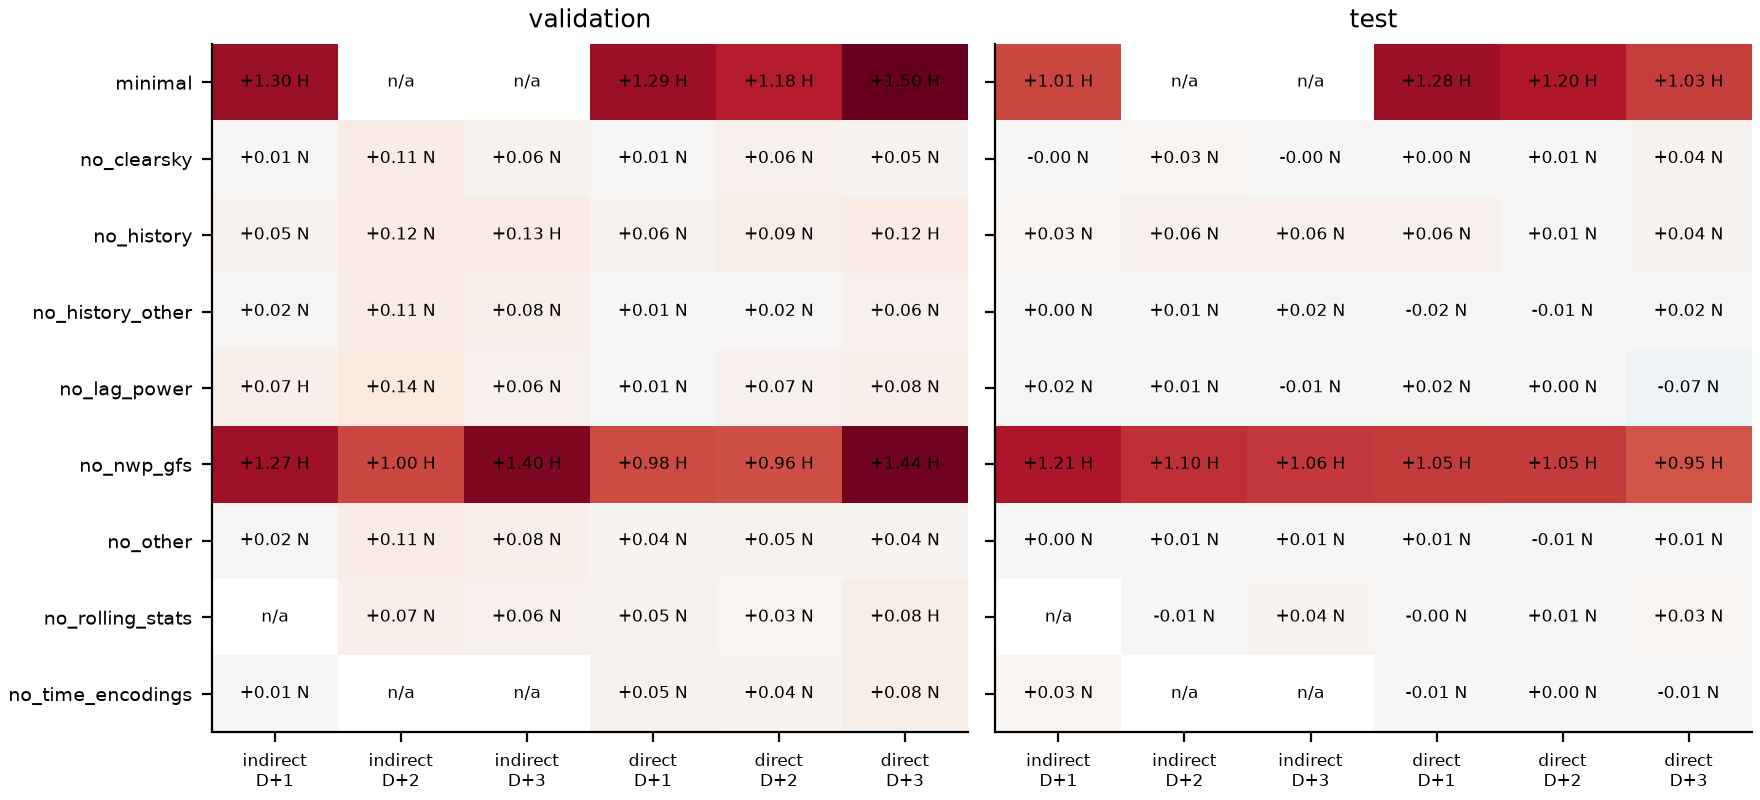 validation test
minimal +1.30 H n/a n/a +1.29 H +1.18 H +1.50 H +1.01 H n/a n/a +1.28 H +1.20 H +1.03 H
no_clearsky +0.01 N +0.11 N +0.06 N +0.01 N +0.06 N +0.05 N -0.00 N +0.03 N -0.00 N +0.00 N +0.01 N +0.04 N
no_history +0.05 N +0.12 N +0.13 H +0.06 N +0.09 N +0.12 H +0.03 N +0.06 N +0.06 N +0.06 N +0.01 N +0.04 N
no_history_other +0.02 N +0.11 N +0.08 N +0.01 N +0.02 N +0.06 N +0.00 N +0.01 N +0.02 N -0.02 N -0.01 N +0.02 N
no_lag_power +0.07 H +0.14 N +0.06 N +0.01 N +0.07 N +0.08 N +0.02 N +0.01 N -0.01 N +0.02 N +0.00 N -0.07 N
no_nwp_gfs +1.27 H +1.00 H +1.40 H +0.98 H +0.96 H +1.44 H +1.21 H +1.10 H +1.06 H +1.05 H +1.05 H +0.95 H
no_other +0.02 N +0.11 N +0.08 N +0.04 N +0.05 N +0.04 N +0.00 N +0.01 N +0.01 N +0.01 N -0.01 N +0.01 N
no_rolling_stats n/a +0.07 N +0.06 N +0.05 N +0.03 N +0.08 H n/a -0.01 N +0.04 N -0.00 N +0.01 N +0.03 N
no_time_encodings +0.01 N n/a n/a +0.05 N +0.04 N +0.08 N +0.03 N n/a n/a -0.01 N +0.00 N -0.01 N
indirect indirect indirect direct direct direct indirect indirect indirect direct direct direct
D+1 D+2 D+3 D+1 D+2 D+3 D+1 D+2 D+3 D+1 D+2 D+3